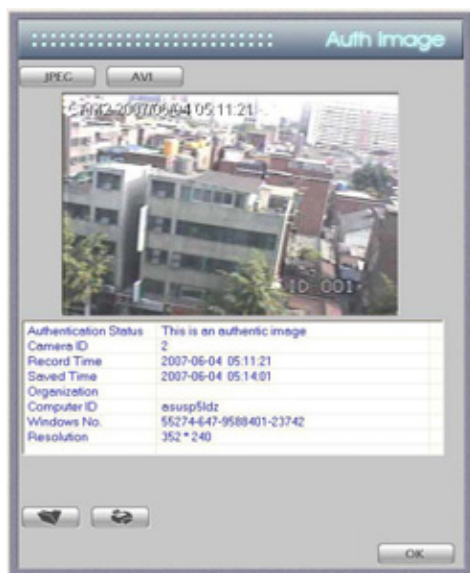 Auth Image
JPEG AVI
CAM2 2007/06/04 05:11:21
ID 001
Authentication Status This is an authentic image
Camera ID 2
Record Time 2007-06-04 05:11:21
Saved Time 2007-06-04 05:14:01
Organization
Computer ID asusp5ldz
Windows No. 55274-647-9588401-23742
Resolution 352 * 240
OK